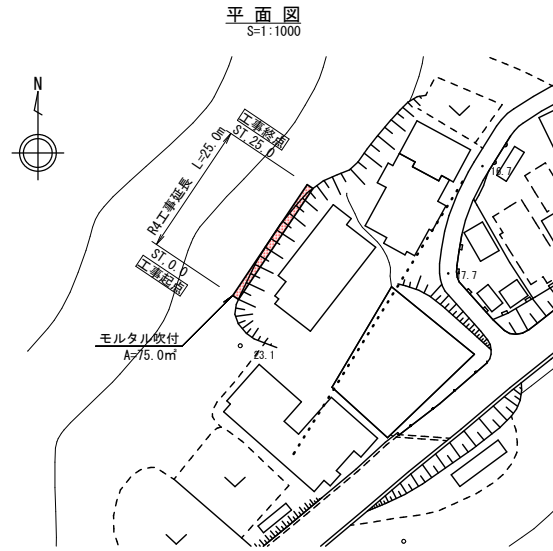 平面図
S=1:1000
N
工事終点
ST.25.0
R4工事延長 L=25.0m
ST.0.0
工事起点
モルタル吹付
A=75.0㎡
23.1
16.7
7.7